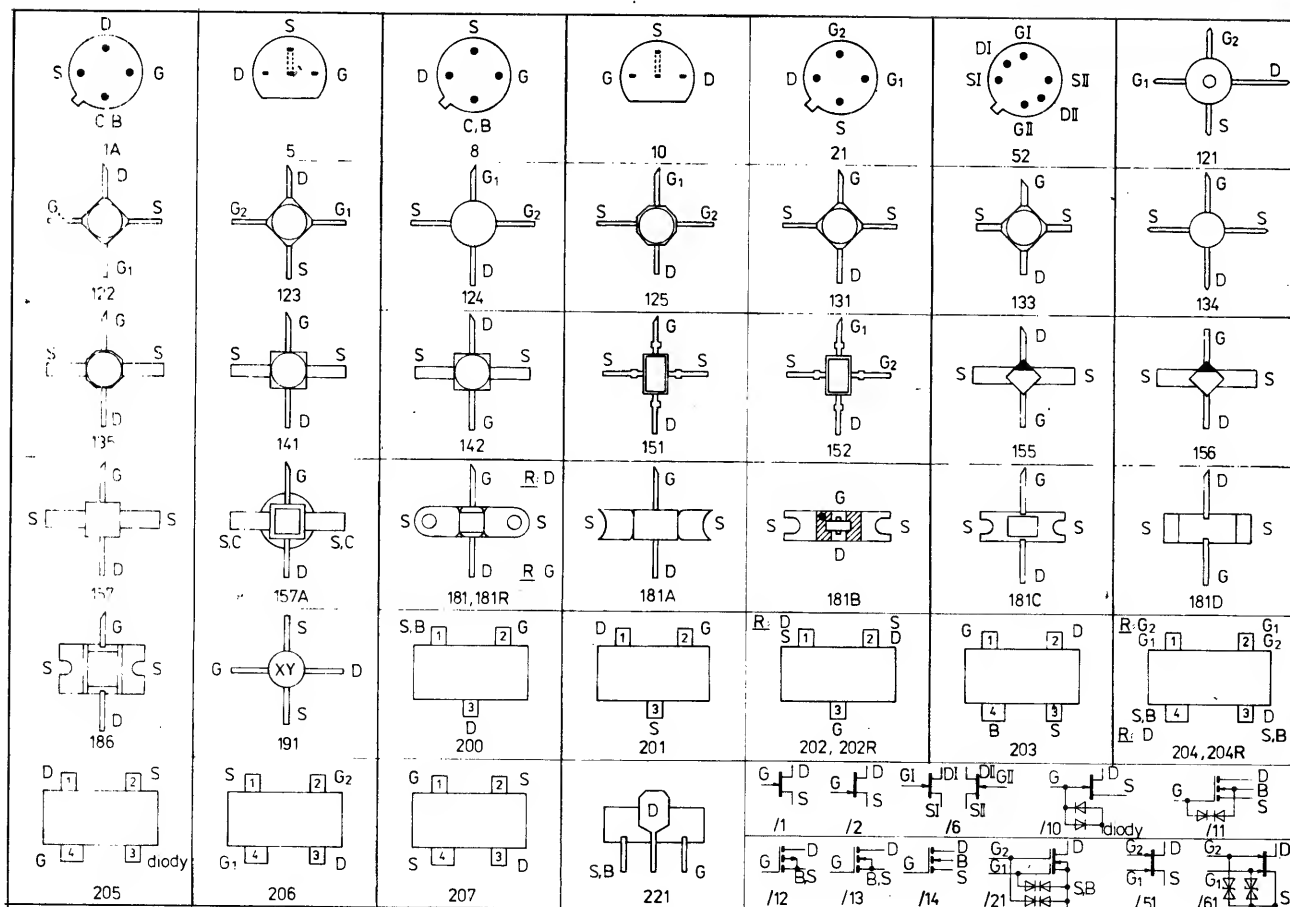 D S S S G2 GI G2
S G D G D G D G D G1 DI SI SII DII G1 D
C B C,B S GII S
1A 5 8 10 21 52 121
D D G1 G1 G G G
G S G2 G1 S G2 S G2 S S S S S S
G1 S D D D D D
122 123 124 125 131 133 134
G G D G G1 D G
S S S S S S S S S G2 S S S S
D D G D D G D
135 141 142 151 152 155 156
G G G R: D G G G D
S S S,C S,C S S S S S S S S S S
D D D R G D D D G
157 157A 181, 181R 181A 181B 181C 181D
G S S,B G D G R: D S G D R: G2 G1
S S G XY D 1 2 1 2 S 1 2 D 1 2 G1 1 2 G2
D S 3 3 3 4 3 S,B 4 3 D
D S G B S R: D S,B
186 191 200 201 202, 202R 203 204, 204R
D 1 2 S S 1 2 G2 G 1 2 S D
G 4 3 diody G1 4 3 D S 4 3 D S,B G
205 206 207 221
G D S G D S GI DI SI DII GII SII G D S diody G D B S
/1 /2 /6 /10 /11
G D B,S G D B,S G D B S G2 G1 D S,B G2 G1 D S G2 G1 D S
/12 /13 /14 /21 /51 /61